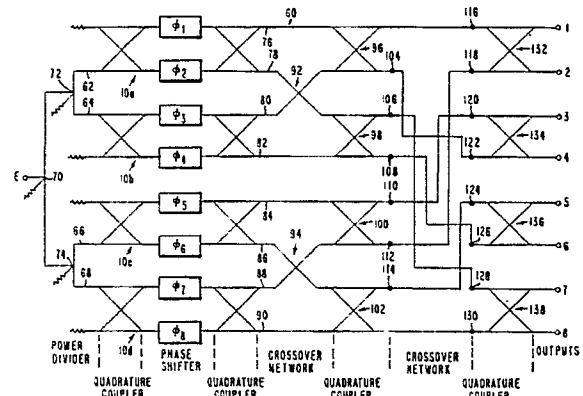 60 116 1
ϕ1
76 96 104 118 132
72 78 2
10a ϕ2
62 92
64 80 106 120 3
ϕ3
98 122 134
82 4
E 70 10b ϕ4
108
110 124 5
ϕ5
84 94 126 136
66 100
10c ϕ6 6
74 86 112
68 88 114 128
ϕ7 7
102 138
90 130
10d ϕ8 8
POWER DIVIDER
PHASE SHIFTER
CROSSOVER NETWORK
CROSSOVER NETWORK
OUTPUTS
QUADRATURE COUPLER
QUADRATURE COUPLER
QUADRATURE COUPLER
QUADRATURE COUPLER